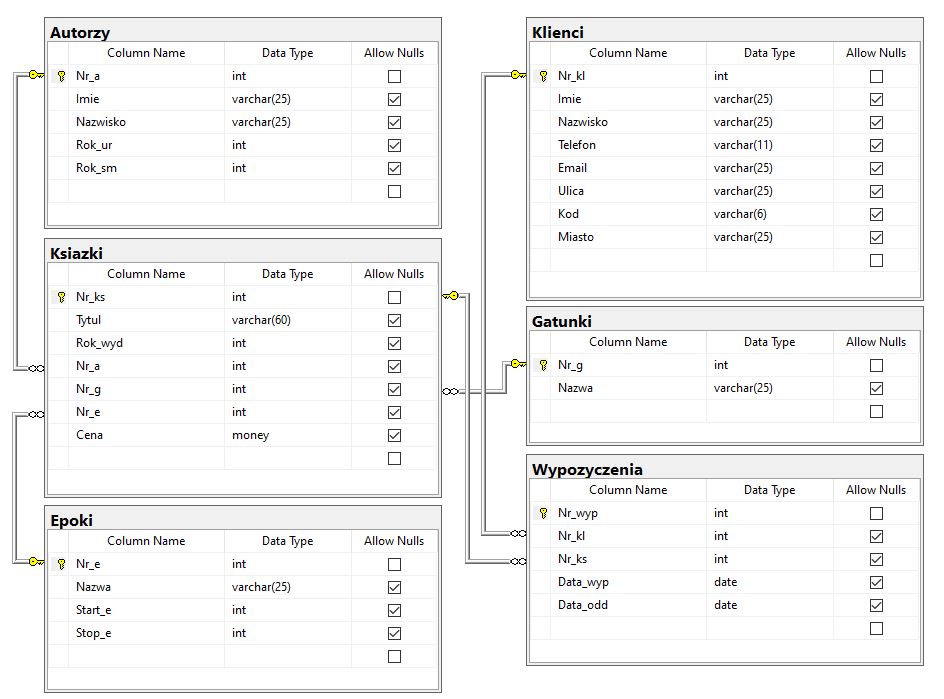 Autorzy
Column Name Data Type Allow Nulls
Nr_a int
Imie varchar(25)
Nazwisko varchar(25)
Rok_ur int
Rok_sm int
Ksiazki
Column Name Data Type Allow Nulls
Nr_ks int
Tytul varchar(60)
Rok_wyd int
Nr_a int
Nr_g int
Nr_e int
Cena money
Epoki
Column Name Data Type Allow Nulls
Nr_e int
Nazwa varchar(25)
Start_e int
Stop_e int
Klienci
Column Name Data Type Allow Nulls
Nr_kl int
Imie varchar(25)
Nazwisko varchar(25)
Telefon varchar(11)
Email varchar(25)
Ulica varchar(25)
Kod varchar(6)
Miasto varchar(25)
Gatunki
Column Name Data Type Allow Nulls
Nr_g int
Nazwa varchar(25)
Wypozyczenia
Column Name Data Type Allow Nulls
Nr_wyp int
Nr_kl int
Nr_ks int
Data_wyp date
Data_odd date